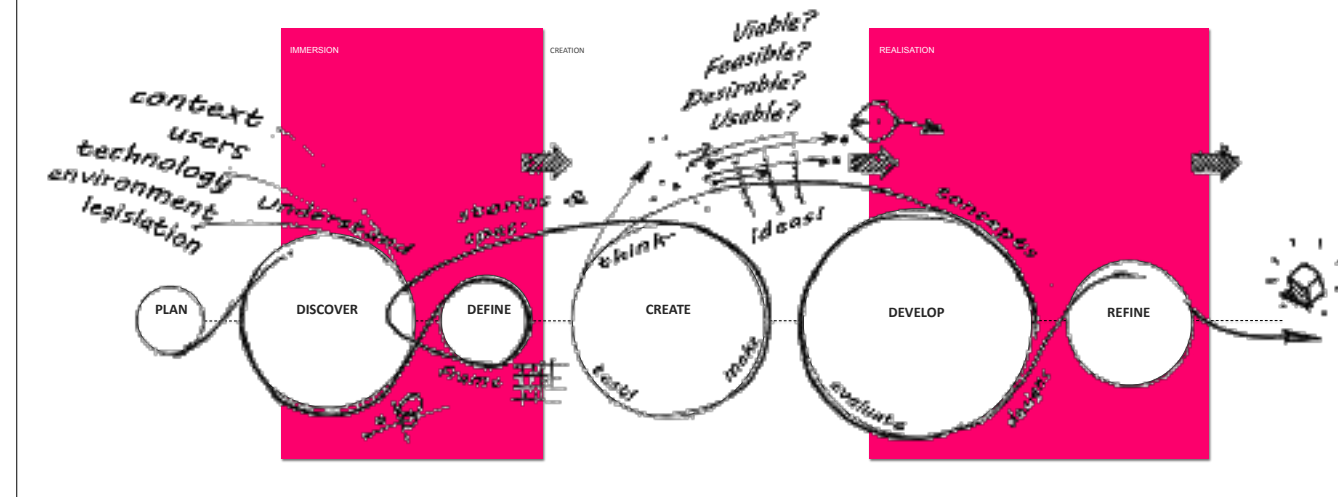 IMMERSION
CREATION
REALISATION
Viable?
Feasible?
Desirable?
Usable?
context
users
technology
environment
legislation
understand
stories &
think-
ideas!
concepts
PLAN
DISCOVER
DEFINE
CREATE
DEVELOP
REFINE
frame
test!
make
evaluate